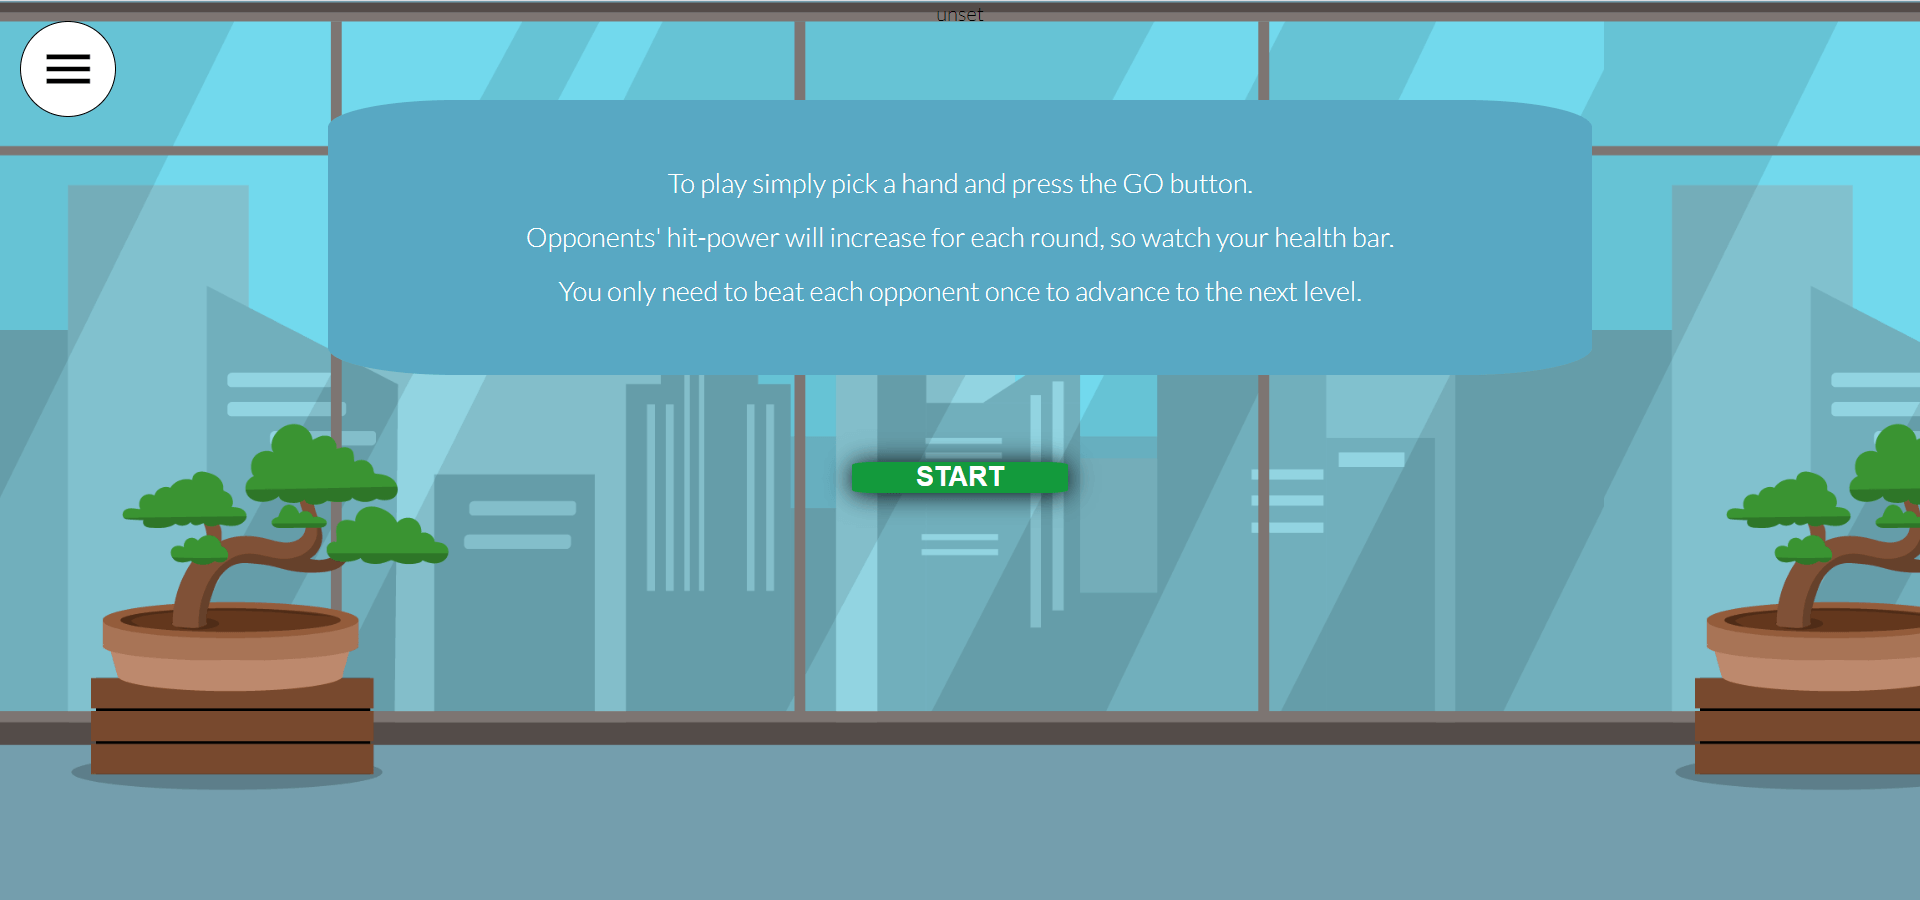 unset
To play simply pick a hand and press the GO button.
Opponents' hit-power will increase for each round, so watch your health bar.
You only need to beat each opponent once to advance to the next level.
START